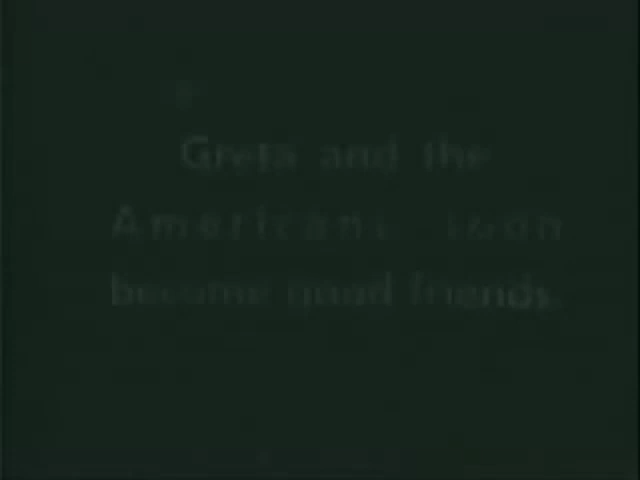 Greta and the
Americans soon
become good friends.